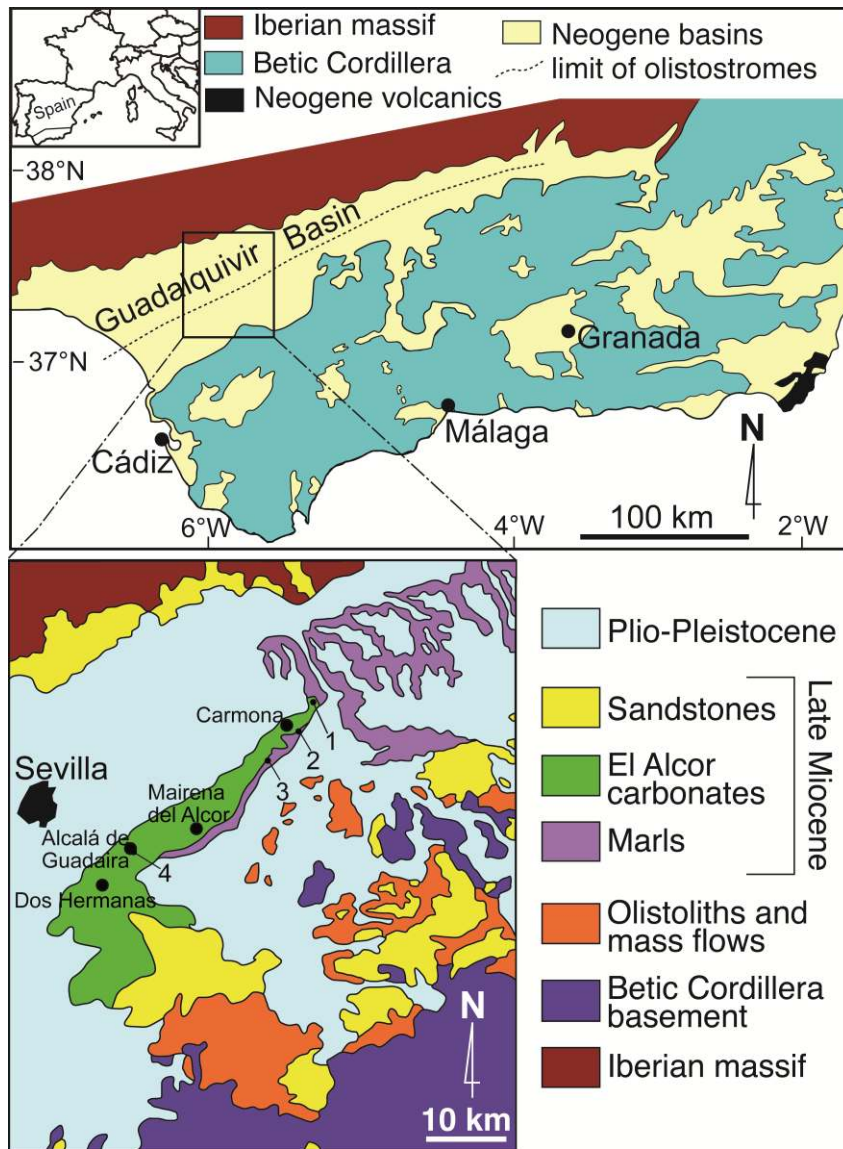 Spain
Iberian massif
Betic Cordillera
Neogene volcanics
Neogene basins
limit of olistostromes
38°N
37°N
Guadalquivir Basin
Granada
Málaga
Cádiz
N
6°W
4°W
2°W
100 km
Carmona
1
2
3
Sevilla
Mairena
del Alcor
Alcalá de
Guadaira
4
Dos Hermanas
N
10 km
Plio-Pleistocene
Sandstones
El Alcor
carbonates
Marls
Late Miocene
Olistoliths and
mass flows
Betic Cordillera
basement
Iberian massif